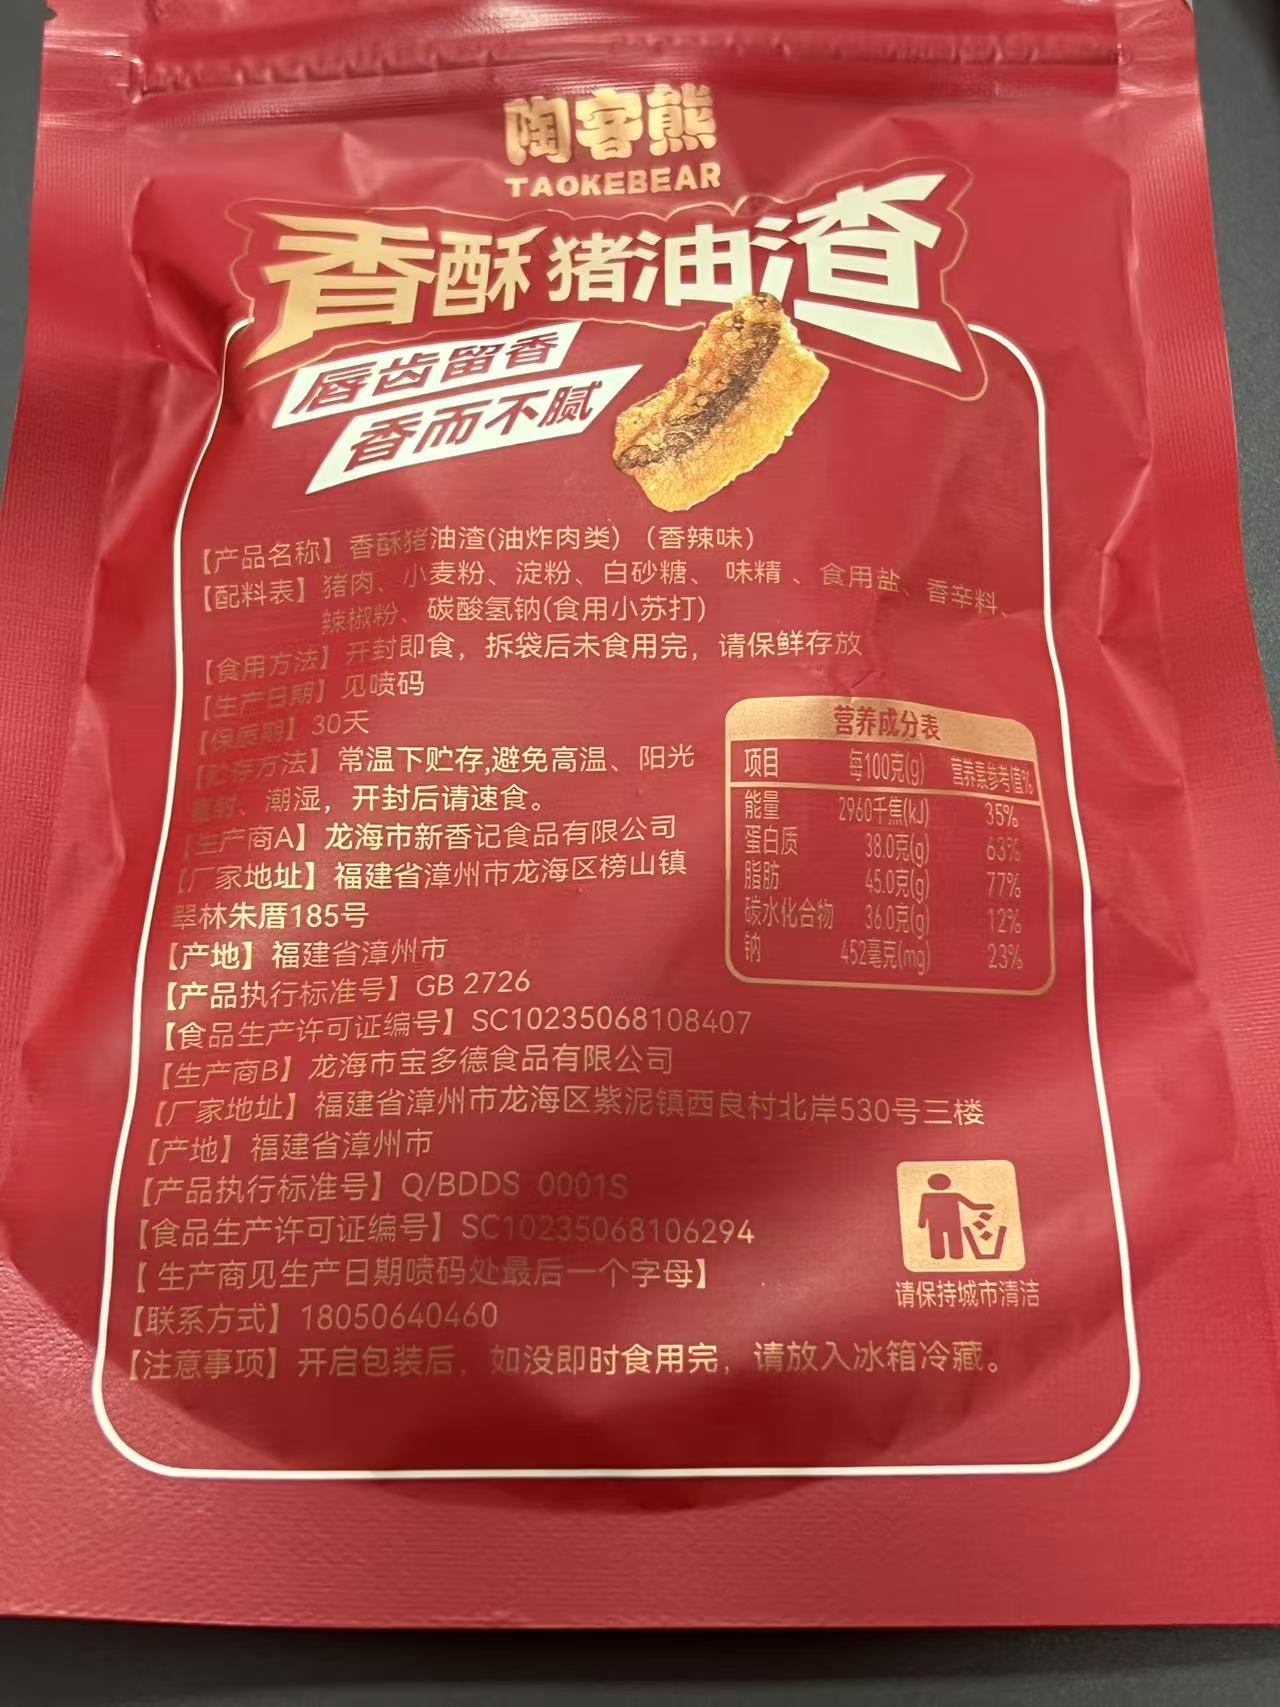 陶客熊
TAOKEBEAR
香酥猪油渣
唇齿留香
香而不腻
【产品名称】香酥猪油渣(油炸肉类)（香辣味）
【配料表】猪肉、小麦粉、淀粉、白砂糖、味精、食用盐、香辛料、
辣椒粉、碳酸氢钠(食用小苏打)
【食用方法】开封即食，拆袋后未食用完，请保鲜存放
【生产日期】见喷码
【保质期】30天
【贮存方法】常温下贮存,避免高温、阳光
直射、潮湿，开封后请速食。
【生产商A】龙海市新香记食品有限公司
【厂家地址】福建省漳州市龙海区榜山镇
翠林朱厝185号
【产地】福建省漳州市
【产品执行标准号】GB 2726
【食品生产许可证编号】SC10235068108407
【生产商B】龙海市宝多德食品有限公司
【厂家地址】福建省漳州市龙海区紫泥镇西良村北岸530号三楼
【产地】福建省漳州市
【产品执行标准号】Q/BDDS 0001S
【食品生产许可证编号】SC10235068106294
【生产商见生产日期喷码处最后一个字母】
【联系方式】18050640460
【注意事项】开启包装后，如没即时食用完，请放入冰箱冷藏。
营养成分表
项目 每100克(g) 营养素参考值%
能量 2960千焦(kJ) 35%
蛋白质 38.0克(g) 63%
脂肪 45.0克(g) 77%
碳水化合物 36.0克(g) 12%
钠 452毫克(mg) 23%
请保持城市清洁